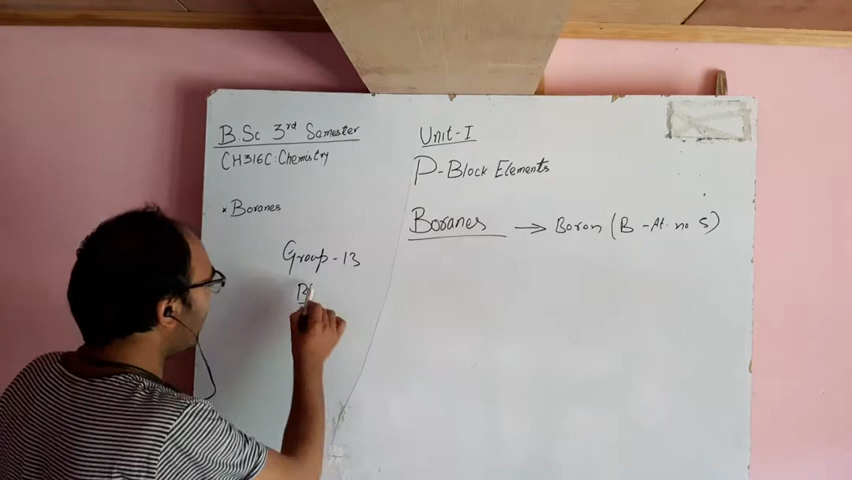 B.Sc 3rd Semester
CH316C: Chemistry
* Boranes
Group - 13
B
Unit - I
P-Block Elements
Boranes → Boron (B - At. no 5)